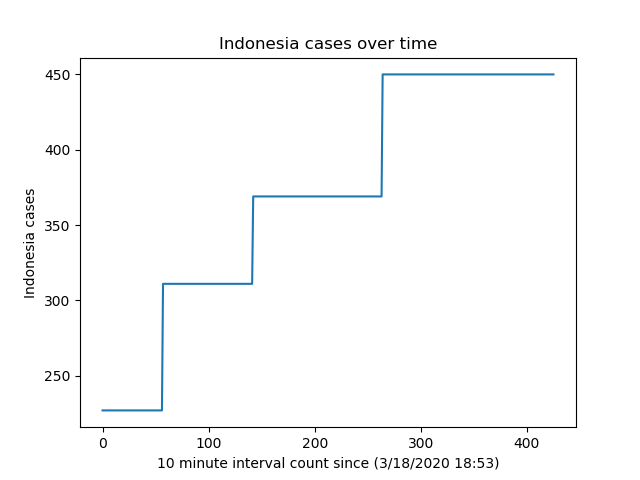 Indonesia cases over time
Indonesia cases
450
400
350
300
250
0 100 200 300 400
10 minute interval count since (3/18/2020 18:53)